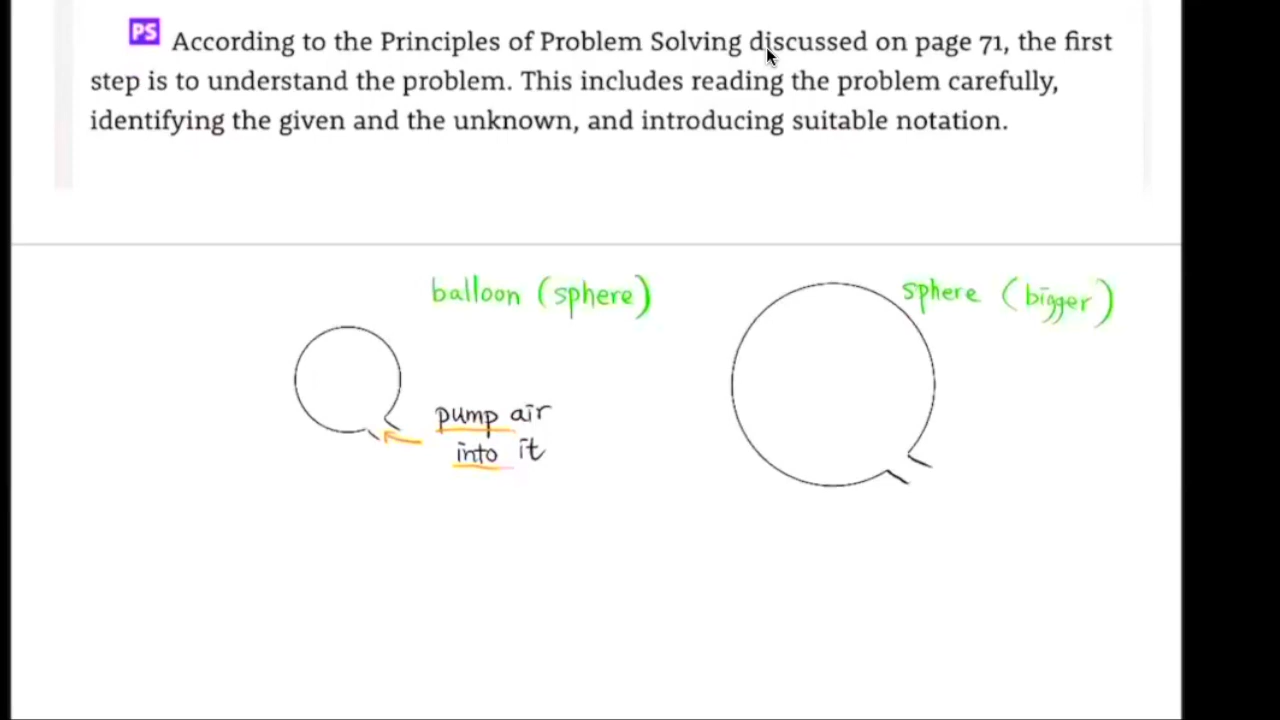 PS According to the Principles of Problem Solving discussed on page 71, the first
step is to understand the problem. This includes reading the problem carefully,
identifying the given and the unknown, and introducing suitable notation.
balloon (sphere)
sphere (bigger)
pump air
into it